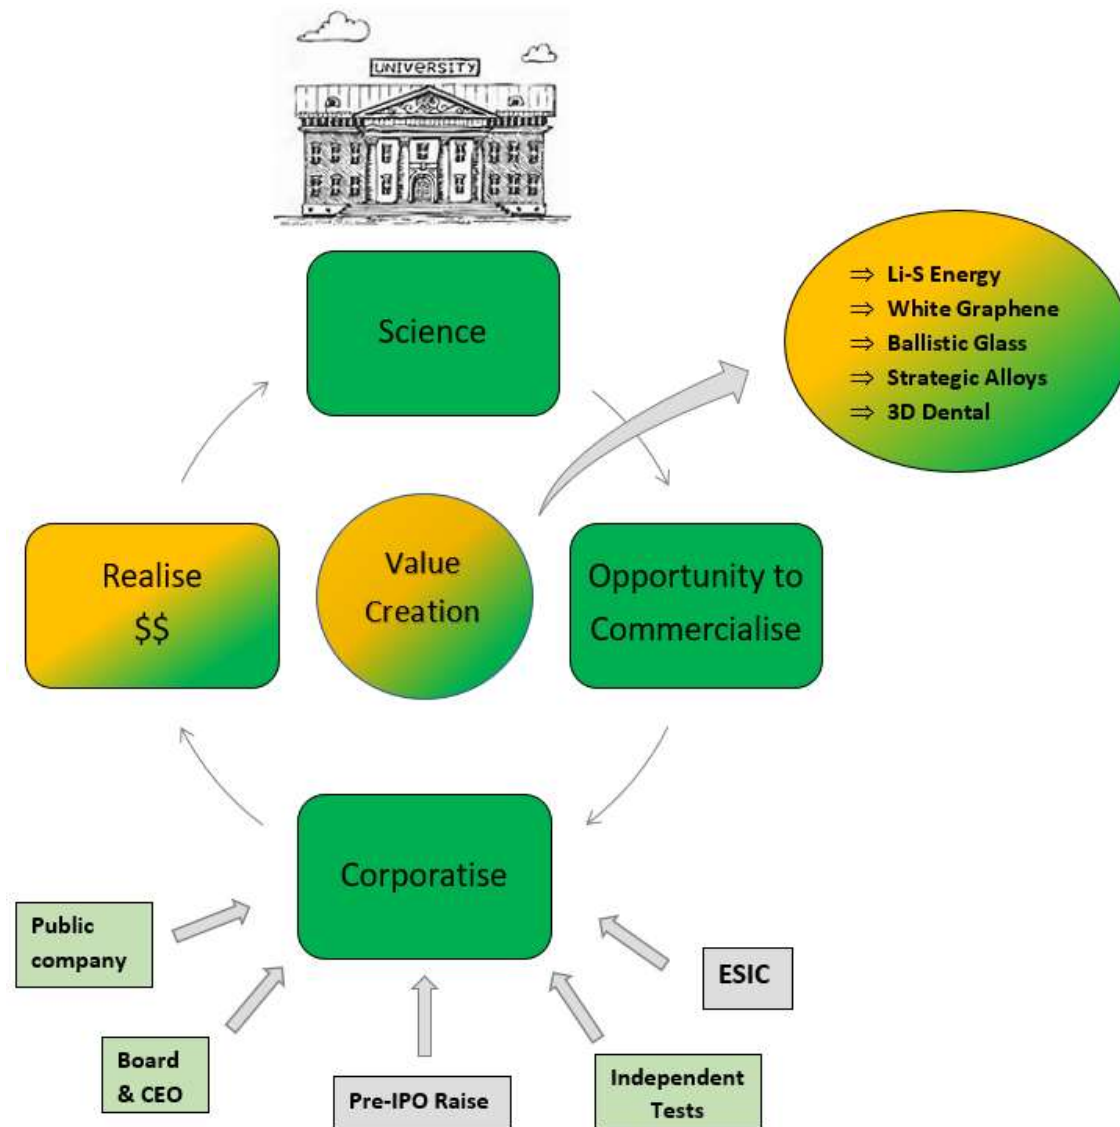 UNIVERSITY
Science
⇒ Li-S Energy
⇒ White Graphene
⇒ Ballistic Glass
⇒ Strategic Alloys
⇒ 3D Dental
Realise
$$
Value
Creation
Opportunity to
Commercialise
Corporatise
Public
company
Board
& CEO
Pre-IPO Raise
Independent
Tests
ESIC